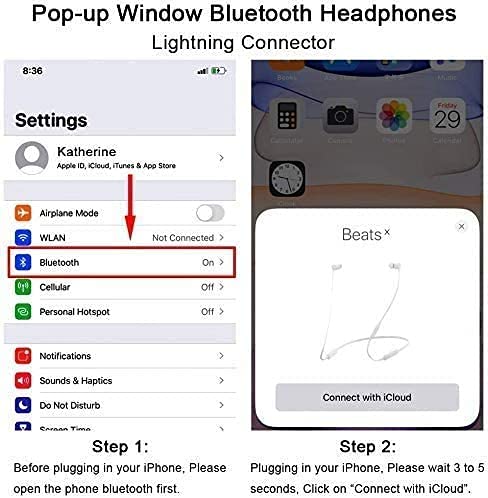 Pop-up Window Bluetooth Headphones
Lightning Connector
8:36
Settings
Katherine
Apple ID, iCloud, iTunes & App Store
Airplane Mode
WLAN Not Connected
Bluetooth On
Cellular Off
Personal Hotspot Off
Notifications
Sounds & Haptics
Do Not Disturb
Screen Time
Books App Store Music
Calculator Camera Photos Calendar
Friday
29
Clock
Beats x
Connect with iCloud
Step 1:
Before plugging in your iPhone, Please
open the phone bluetooth first.
Step 2:
Plugging in your iPhone, Please wait 3 to 5
seconds, Click on “Connect with iCloud”.